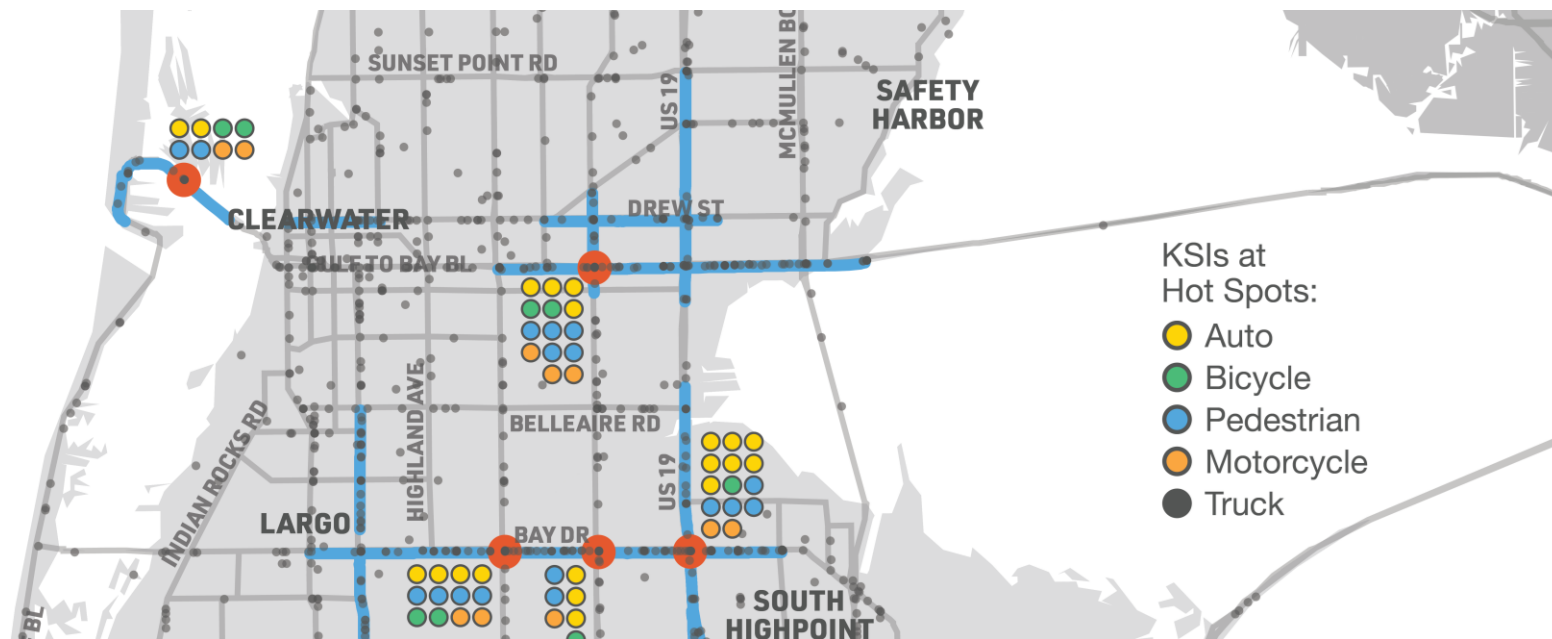 SUNSET POINT RD
US 19
MCMULLEN BO
SAFETY
HARBOR
CLEARWATER
DREW ST
GULF TO BAY BL
KSIs at
Hot Spots:
Auto
Bicycle
Pedestrian
Motorcycle
Truck
HIGHLAND AVE
BELLEAIRE RD
INDIAN ROCKS RD
US 19
LARGO
BAY DR
SOUTH
HIGHPOINT
BL